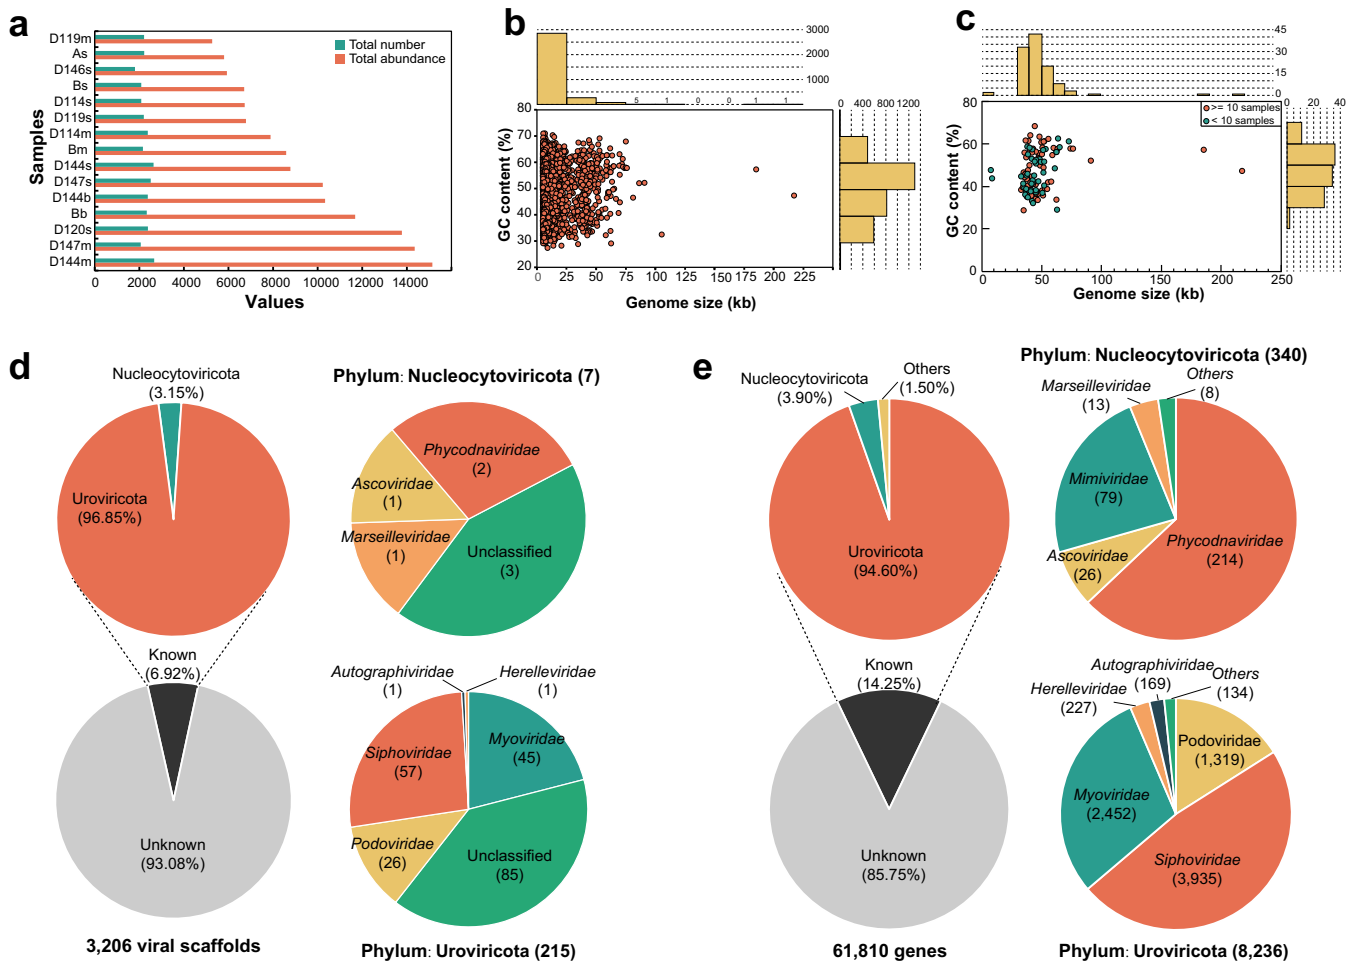 a
Samples
D119m
As
D146s
Bs
D114s
D119s
D114m
Bm
D144s
D147s
D144b
Bb
D120s
D147m
D144m
Total number
Total abundance
0 2000 4000 6000 8000 10000 12000 14000
Values
b
3000
2000
1000
5 1 0 0 1 1
0 400 800 1200
GC content (%)
80
70
60
50
40
30
20
0 25 50 75 100 125 150 175 200 225
Genome size (kb)
c
45
30
15
0
0 20 40
>= 10 samples
< 10 samples
GC content (%)
80
60
40
20
0
0 50 100 150 200 250
Genome size (kb)
d
Nucleocytoviricota
(3.15%)
Uroviricota
(96.85%)
Known
(6.92%)
Unknown
(93.08%)
3,206 viral scaffolds
Phylum: Nucleocytoviricota (7)
Phycodnaviridae
(2)
Ascoviridae
(1)
Marseilleviridae
(1)
Unclassified
(3)
Autographiviridae
(1)
Herelleviridae
(1)
Siphoviridae
(57)
Myoviridae
(45)
Podoviridae
(26)
Unclassified
(85)
Phylum: Uroviricota (215)
e
Nucleocytoviricota
(3.90%)
Others
(1.50%)
Uroviricota
(94.60%)
Known
(14.25%)
Unknown
(85.75%)
61,810 genes
Phylum: Nucleocytoviricota (340)
Marseilleviridae
(13)
Others
(8)
Mimiviridae
(79)
Ascoviridae
(26)
Phycodnaviridae
(214)
Autographiviridae
(169)
Herelleviridae
(227)
Others
(134)
Podoviridae
(1,319)
Myoviridae
(2,452)
Siphoviridae
(3,935)
Phylum: Uroviricota (8,236)